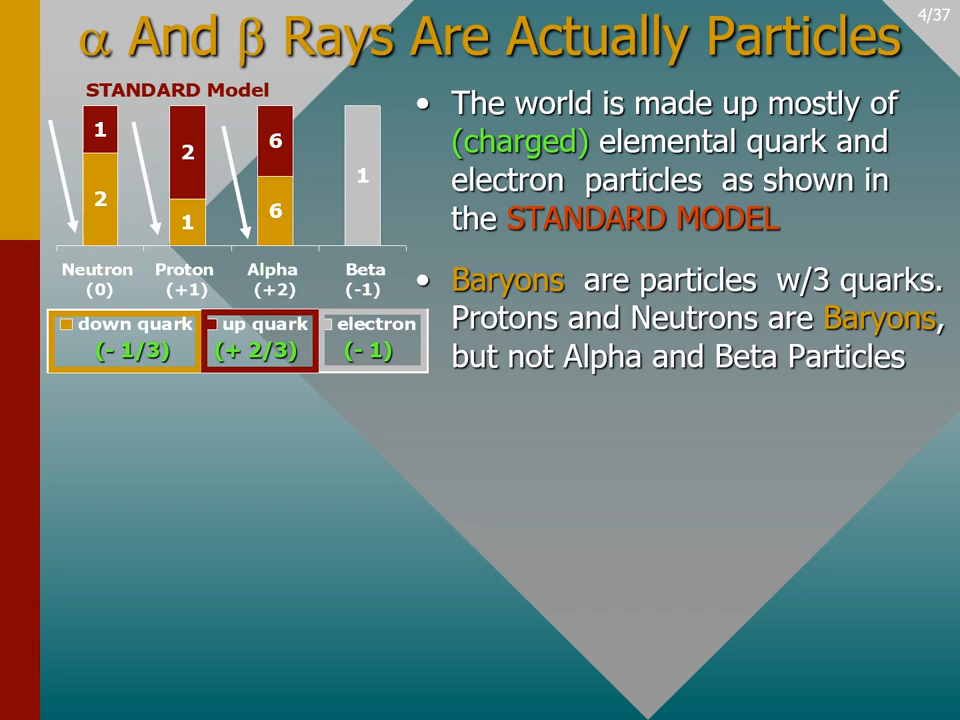 4/37
α And β Rays Are Actually Particles
STANDARD Model
1
2
2
1
6
6
1
Neutron Proton Alpha Beta
(0) (+1) (+2) (-1)
down quark up quark electron
(- 1/3) (+ 2/3) (- 1)
• The world is made up mostly of
(charged) elemental quark and
electron particles as shown in
the STANDARD MODEL
• Baryons are particles w/3 quarks.
Protons and Neutrons are Baryons,
but not Alpha and Beta Particles